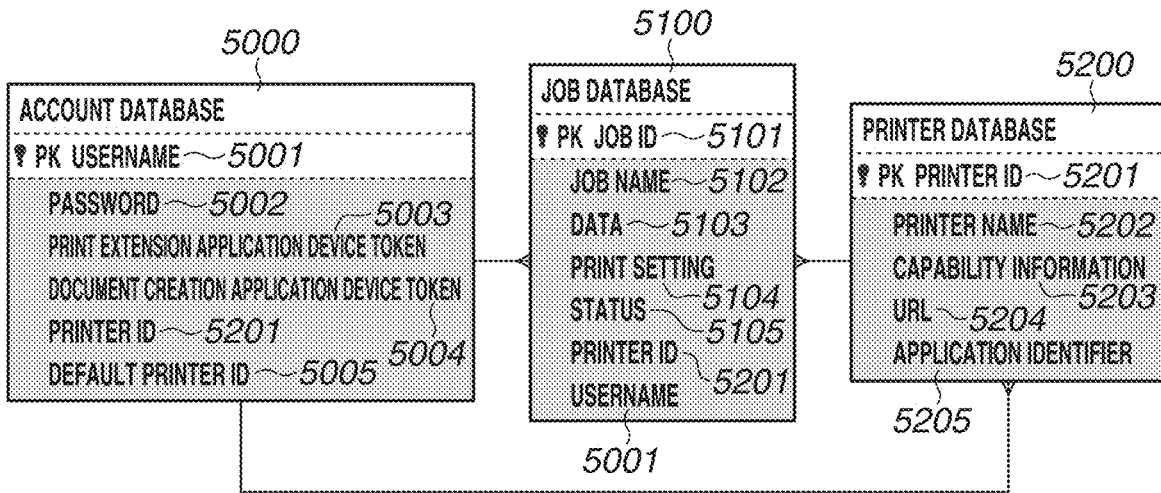 5000
ACCOUNT DATABASE
PK USERNAME 5001
PASSWORD 5002
5003
PRINT EXTENSION APPLICATION DEVICE TOKEN
DOCUMENT CREATION APPLICATION DEVICE TOKEN
PRINTER ID 5201
5004
DEFAULT PRINTER ID 5005
5100
JOB DATABASE
PK JOB ID 5101
JOB NAME 5102
DATA 5103
PRINT SETTING
5104
STATUS
5105
PRINTER ID
5201
USERNAME
5001
5200
PRINTER DATABASE
PK PRINTER ID 5201
PRINTER NAME 5202
CAPABILITY INFORMATION
5203
URL 5204
APPLICATION IDENTIFIER
5205